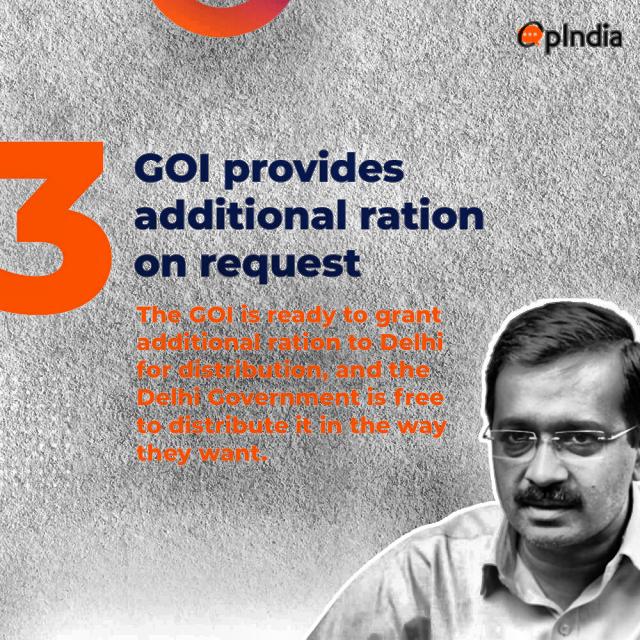 OpIndia
3
GOI provides
additional ration
on request
The GOI is ready to grant
additional ration to Delhi
for distribution, and the
Delhi Government is free
to distribute it in the way
they want.